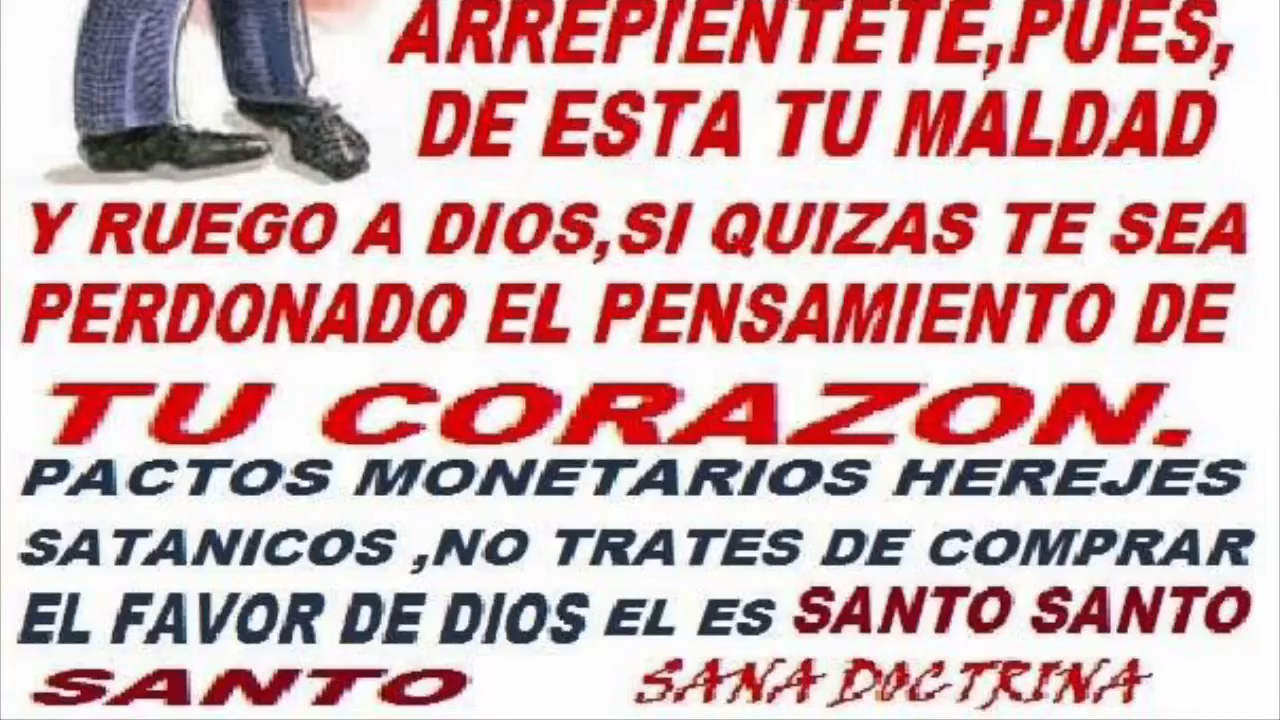 ARREPIENTETE,PUES,
DE ESTA TU MALDAD
Y RUEGO A DIOS,SI QUIZAS TE SEA
PERDONADO EL PENSAMIENTO DE
TU CORAZON.
PACTOS MONETARIOS HEREJES
SATANICOS ,NO TRATES DE COMPRAR
EL FAVOR DE DIOS EL ES SANTO SANTO
SANTO SANA DOCTRINA